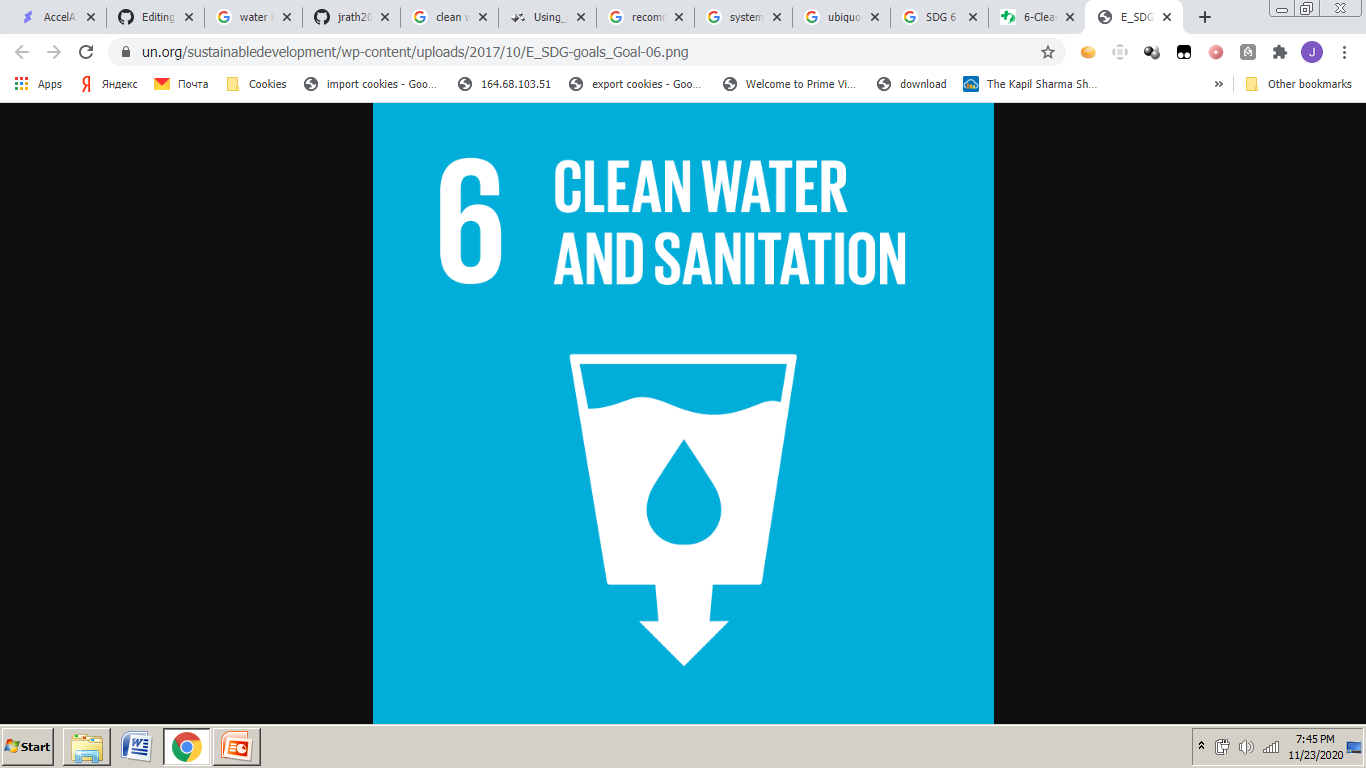 AccelA
Editing
water i
jrath20
clean w
Using_
recomm
system
ubiquo
SDG 6
6-Clea
E_SDG
un.org/sustainabledevelopment/wp-content/uploads/2017/10/E_SDG-goals_Goal-06.png
J
Apps
Яндекс
Почта
Cookies
import cookies - Goo...
164.68.103.51
export cookies - Goo...
Welcome to Prime Vi...
download
The Kapil Sharma Sh...
»
Other bookmarks
6
CLEAN WATER
AND SANITATION
Start
7:45 PM
11/23/2020